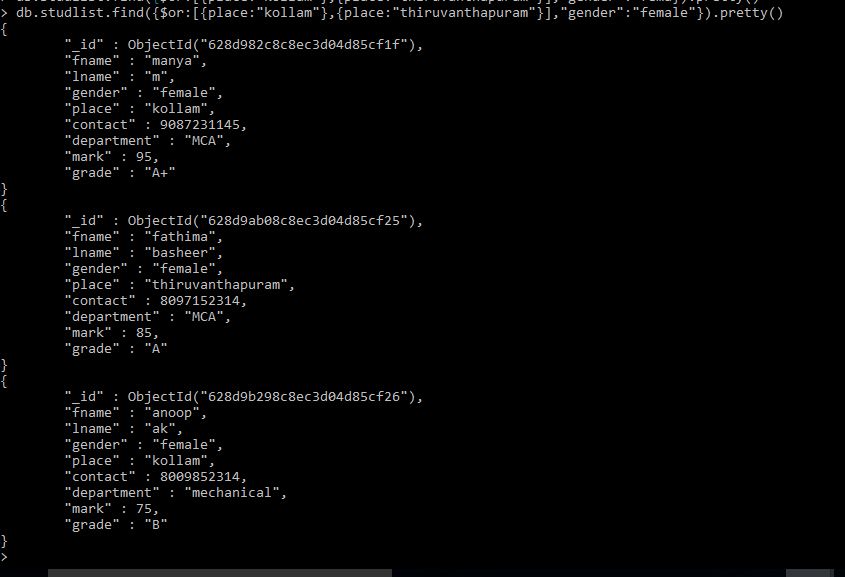 > db.studlist.find({$or:[{place:"kollam"},{place:"thiruvanthapuram"}],"gender":"female"}).pretty()
{
"_id" : ObjectId("628d982c8c8ec3d04d85cf1f"),
"fname" : "manya",
"lname" : "m",
"gender" : "female",
"place" : "kollam",
"contact" : 9087231145,
"department" : "MCA",
"mark" : 95,
"grade" : "A+"
}
{
"_id" : ObjectId("628d9ab08c8ec3d04d85cf25"),
"fname" : "fathima",
"lname" : "basheer",
"gender" : "female",
"place" : "thiruvanthapuram",
"contact" : 8097152314,
"department" : "MCA",
"mark" : 85,
"grade" : "A"
}
{
"_id" : ObjectId("628d9b298c8ec3d04d85cf26"),
"fname" : "anoop",
"lname" : "ak",
"gender" : "female",
"place" : "kollam",
"contact" : 8009852314,
"department" : "mechanical",
"mark" : 75,
"grade" : "B"
}
>